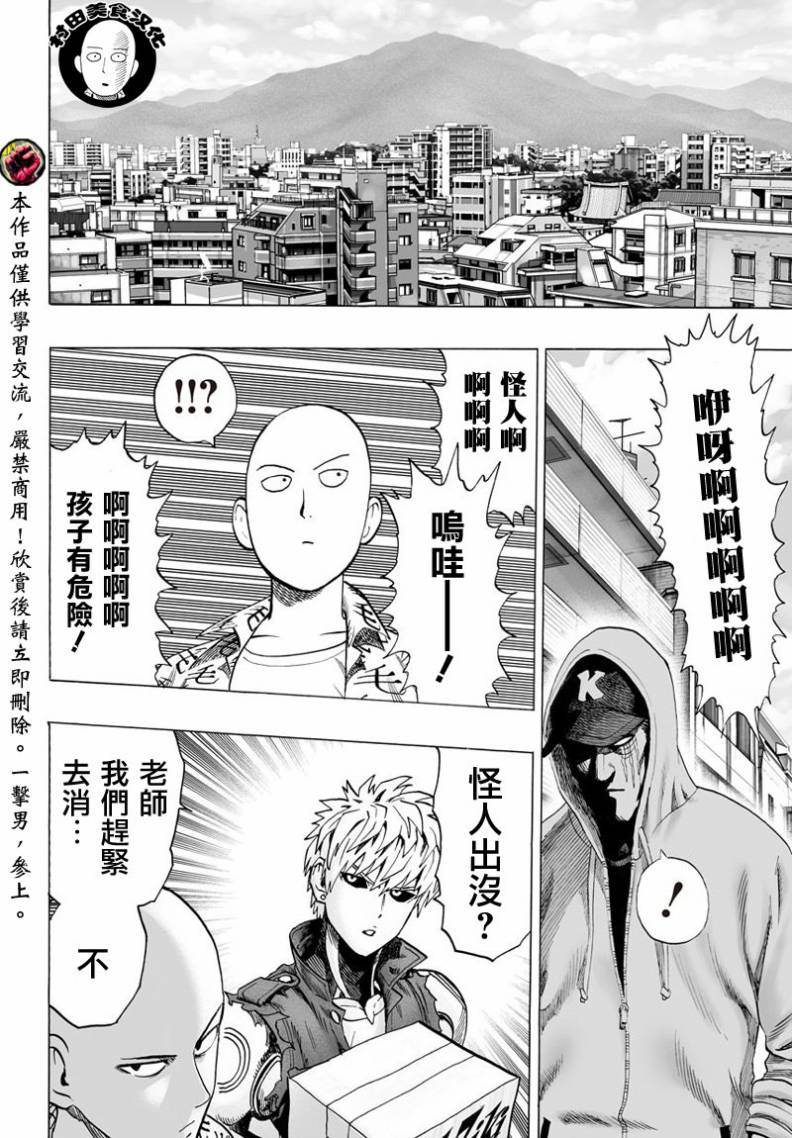 村田美食汉化
本作品僅供學習交流，嚴禁商用！欣賞後請立即刪除。一擊男，參上。
咿呀啊啊啊啊啊
K
！
怪人啊
啊啊啊
嗚哇——！
!!?
啊啊啊啊啊
孩子有危險！
怪人出沒？
老師
我們趕緊
去消…
不